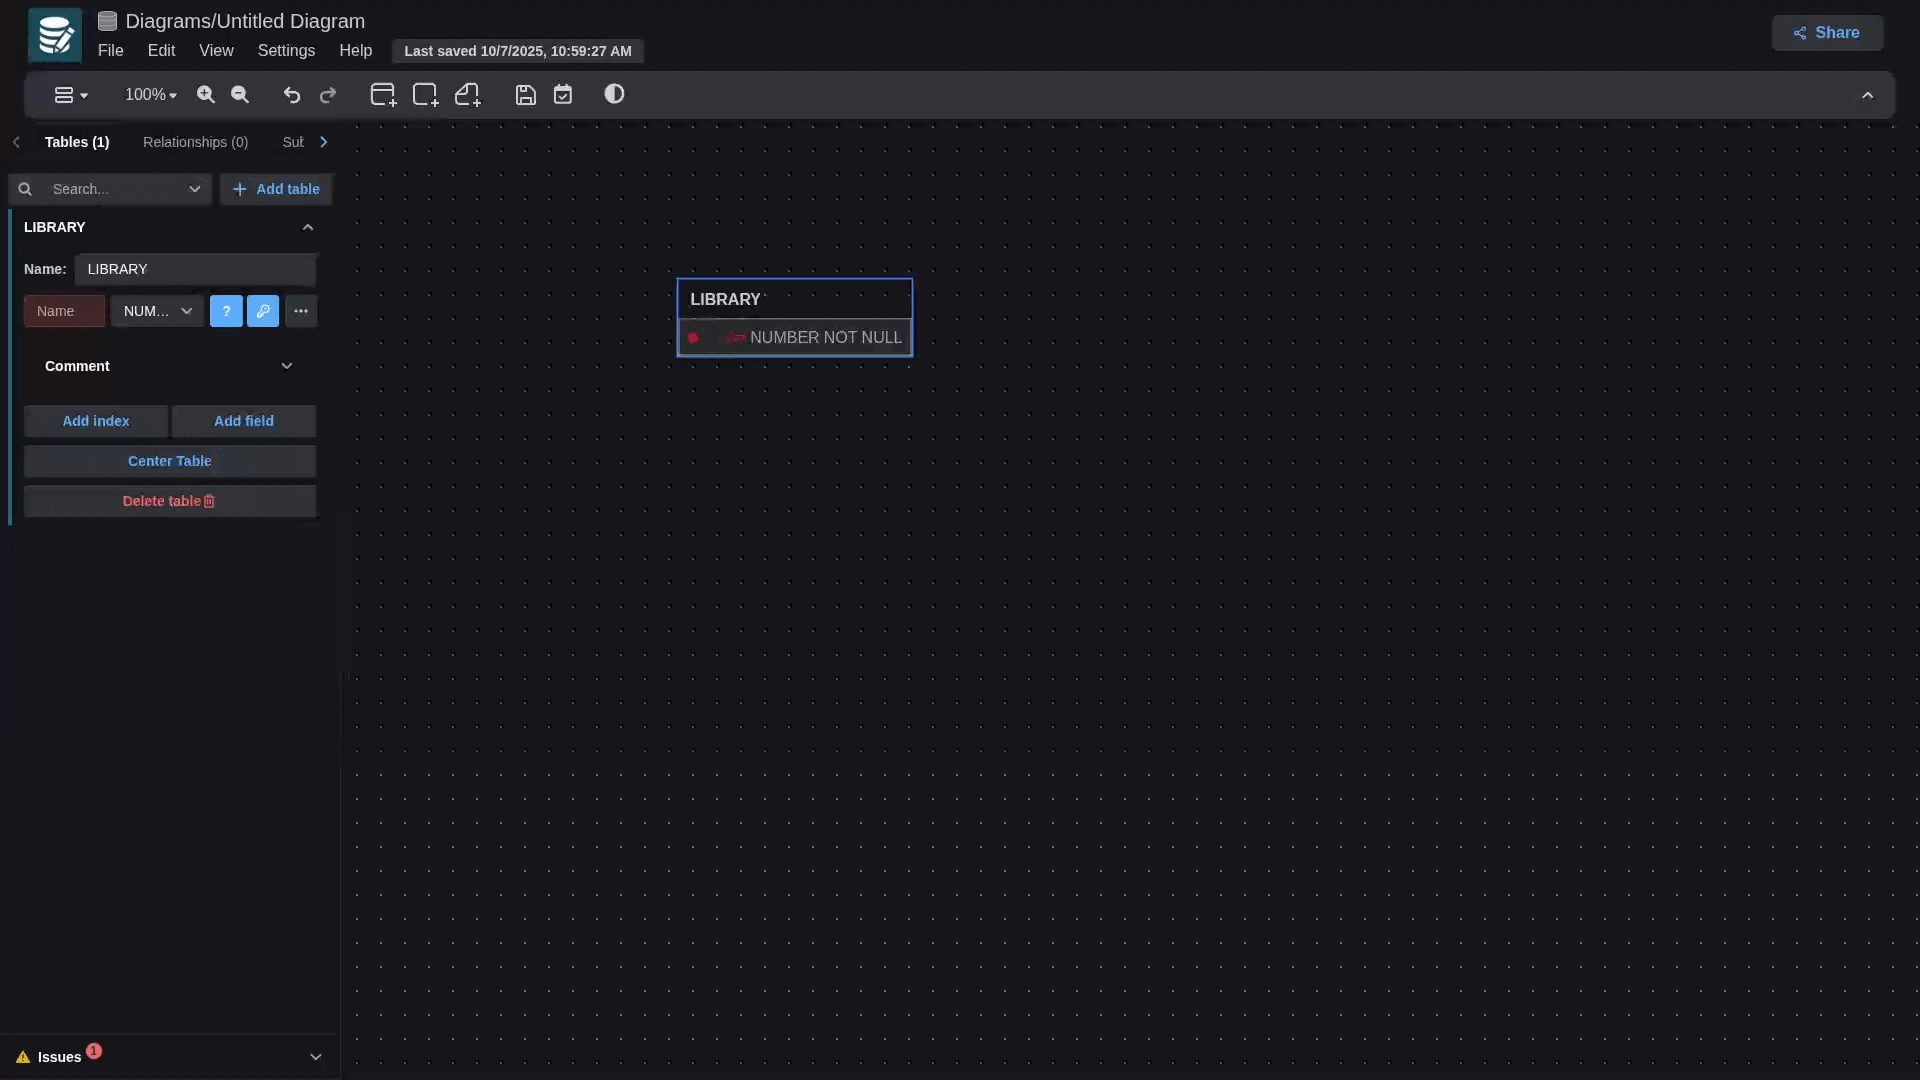 Diagrams/Untitled Diagram
File Edit View Settings Help Last saved 10/7/2025, 10:59:27 AM
Share
100%
Tables (1) Relationships (0) Sub
Search...
Add table
LIBRARY
Name: LIBRARY
Name NUM... ?
Comment
Add index Add field
Center Table
Delete table
LIBRARY
NUMBER NOT NULL
Issues 1